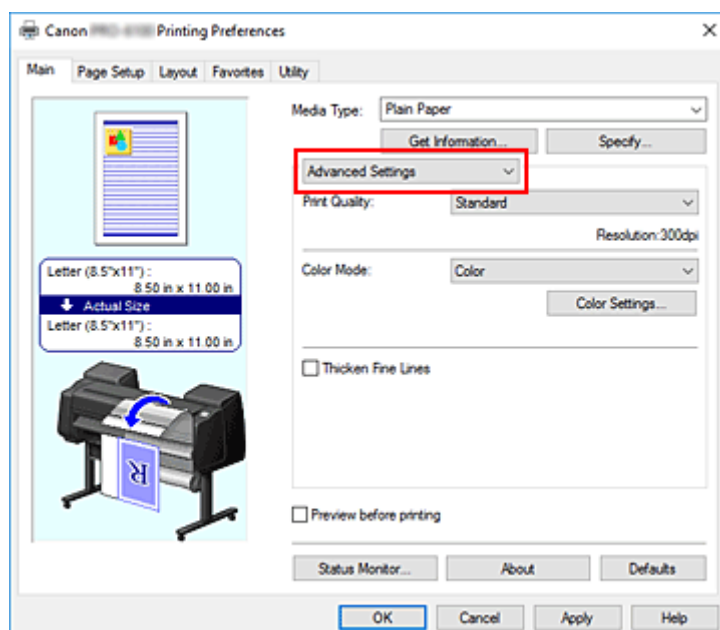 Canon Printing Preferences
Main Page Setup Layout Favorites Utility
Media Type: Plain Paper
Get Information... Specify...
Advanced Settings
Print Quality: Standard
Resolution:300dpi
Color Mode: Color
Color Settings...
Thicken Fine Lines
Letter (8.5"x11") :
8.50 in x 11.00 in
Actual Size
Letter (8.5"x11") :
8.50 in x 11.00 in
R
Preview before printing
Status Monitor... About Defaults
OK Cancel Apply Help